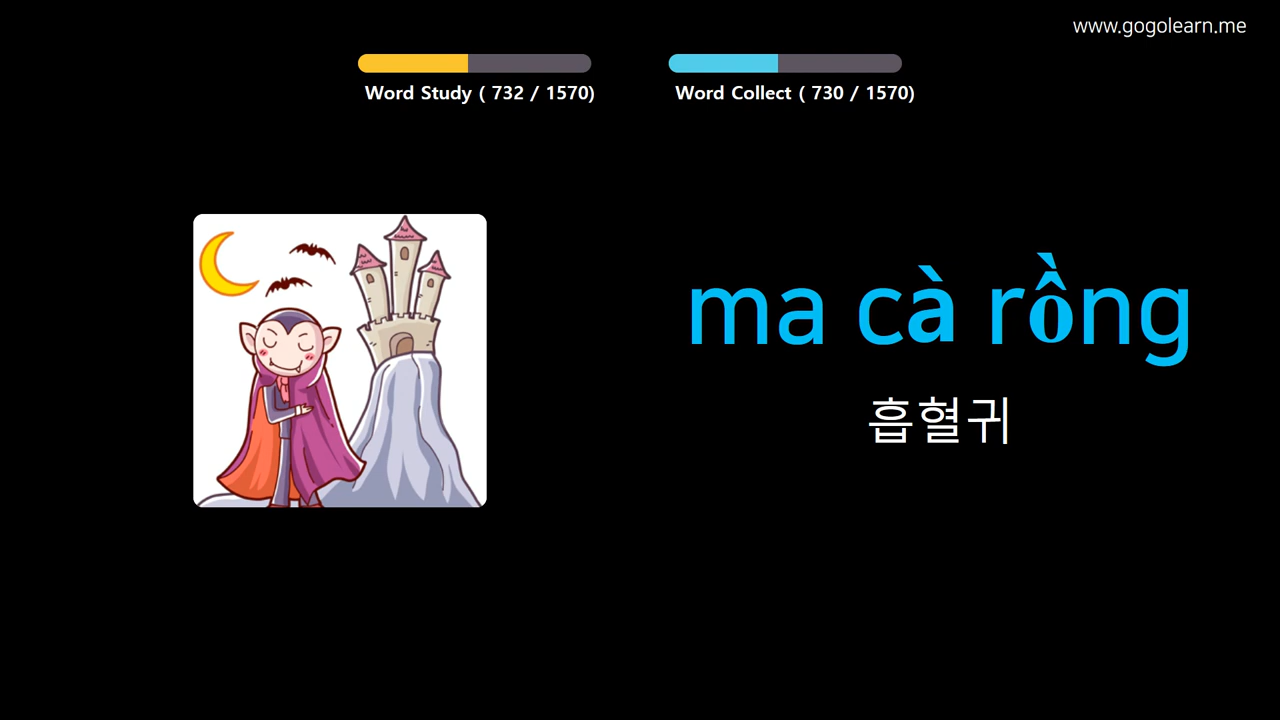 www.gogolearn.me
Word Study ( 732 / 1570)
Word Collect ( 730 / 1570)
ma cà rồng
흡혈귀